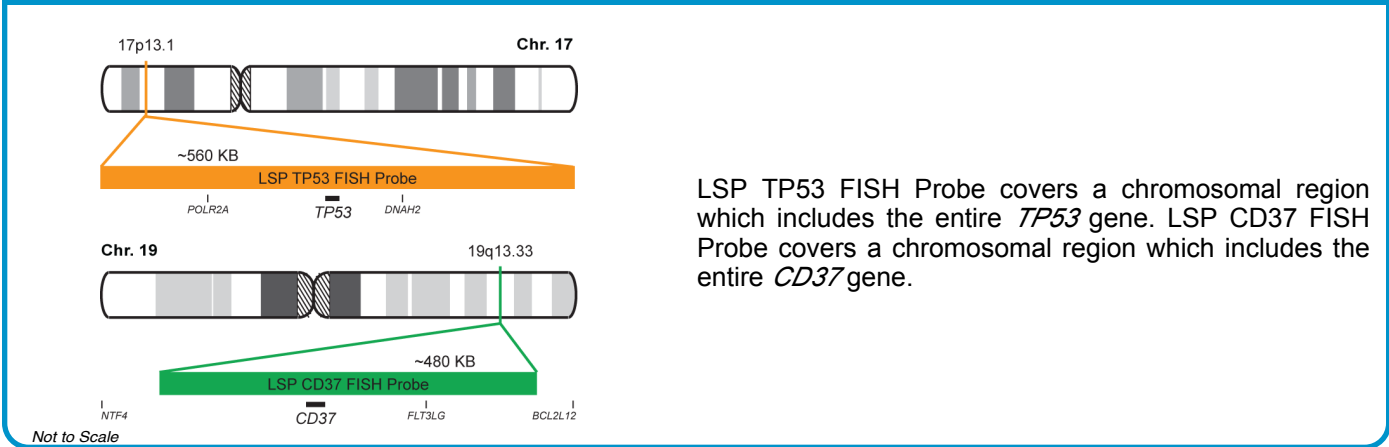 17p13.1 Chr. 17
~560 KB
LSP TP53 FISH Probe
POLR2A TP53 DNAH2
Chr. 19 19q13.33
~480 KB
LSP CD37 FISH Probe
NTF4 CD37 FLT3LG BCL2L12
Not to Scale
LSP TP53 FISH Probe covers a chromosomal region
which includes the entire TP53 gene. LSP CD37 FISH
Probe covers a chromosomal region which includes the
entire CD37 gene.